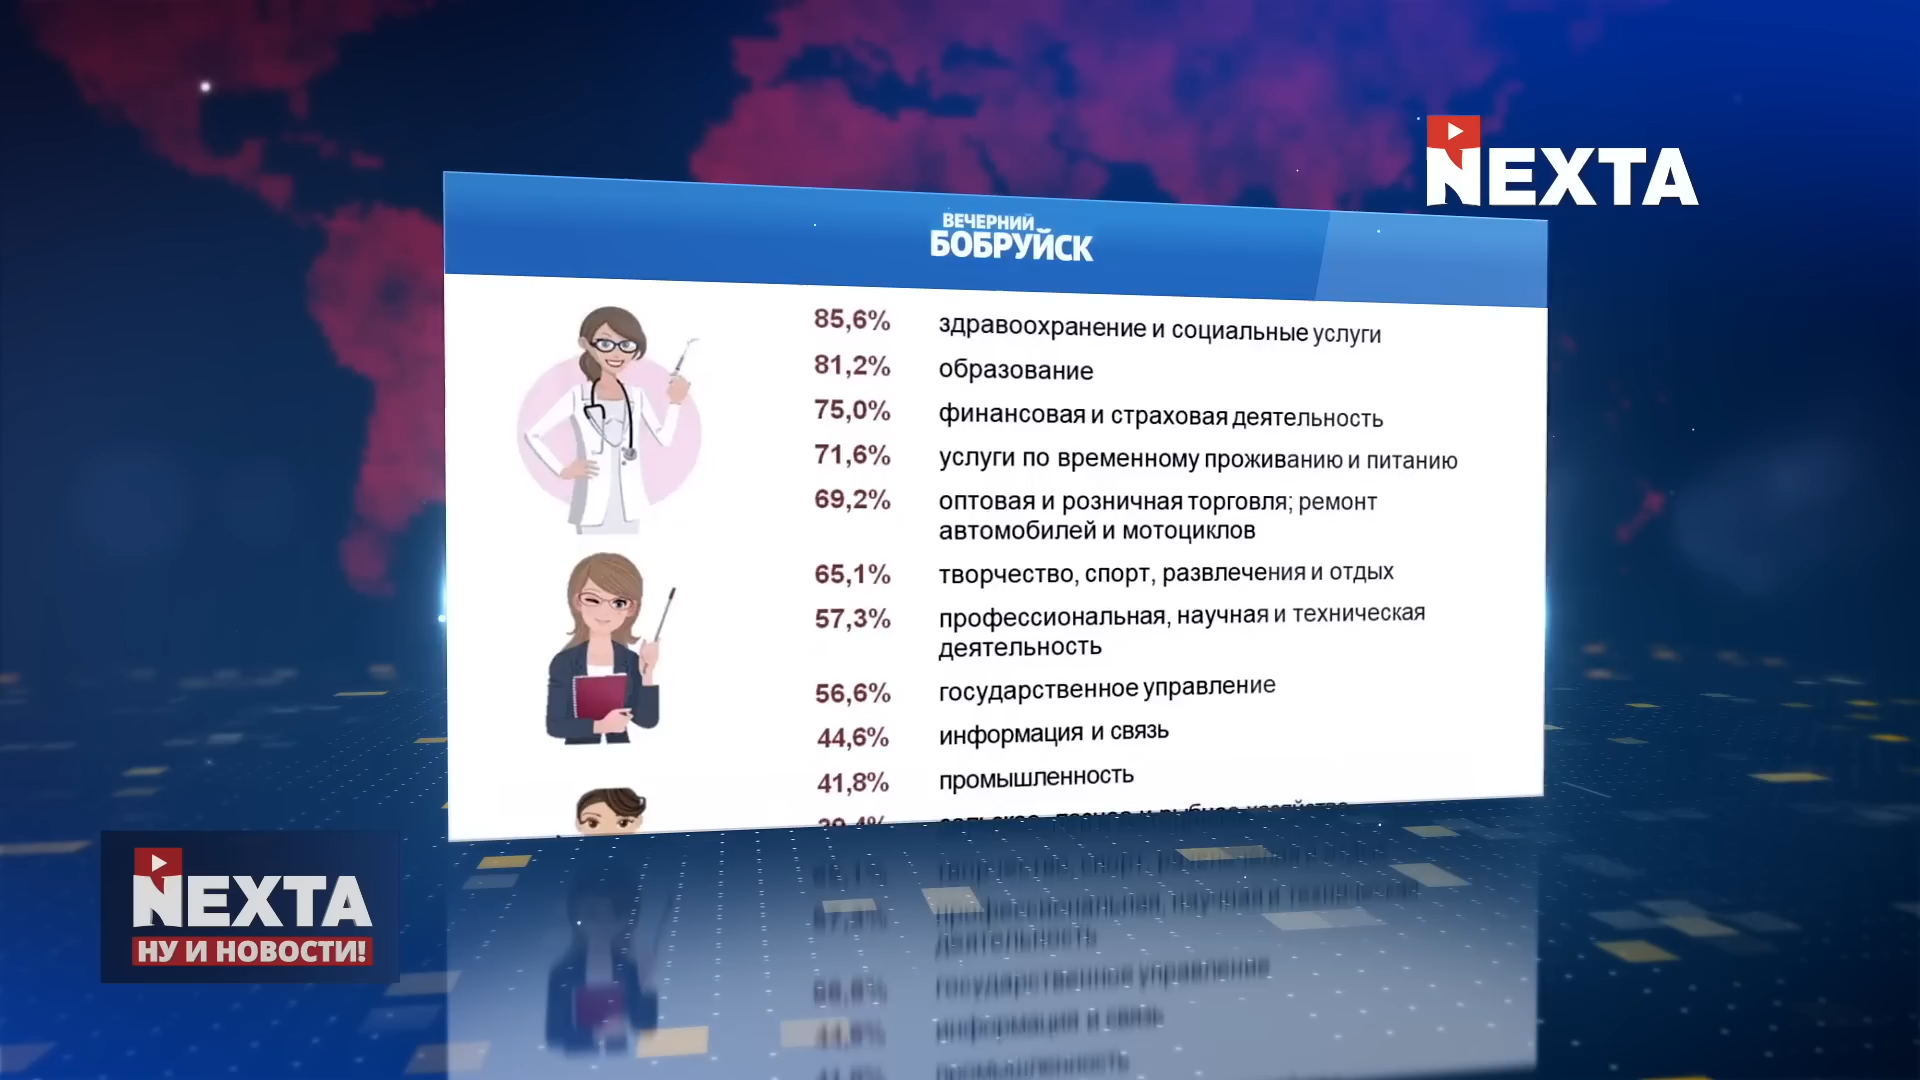 NEXTA
ВЕЧЕРНИЙ
БОБРУЙСК
85,6% здравоохранение и социальные услуги
81,2% образование
75,0% финансовая и страховая деятельность
71,6% услуги по временному проживанию и питанию
69,2% оптовая и розничная торговля; ремонт
автомобилей и мотоциклов
65,1% творчество, спорт, развлечения и отдых
57,3% профессиональная, научная и техническая
деятельность
56,6% государственное управление
44,6% информация и связь
41,8% промышленность
NEXTA
НУ И НОВОСТИ!